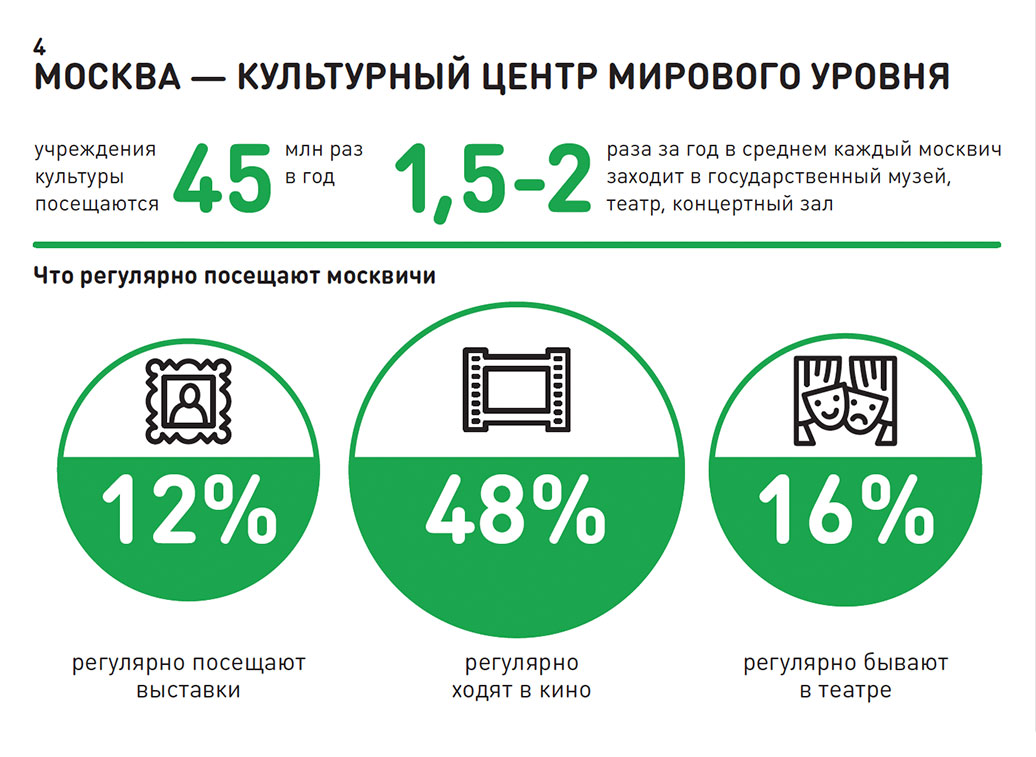 4
МОСКВА — КУЛЬТУРНЫЙ ЦЕНТР МИРОВОГО УРОВНЯ
учреждения
культуры
посещаются
45
млн раз
в год
1,5-2
раза за год в среднем каждый москвич
заходит в государственный музей,
театр, концертный зал
Что регулярно посещают москвичи
12%
регулярно посещают
выставки
48%
регулярно
ходят в кино
16%
регулярно бывают
в театре